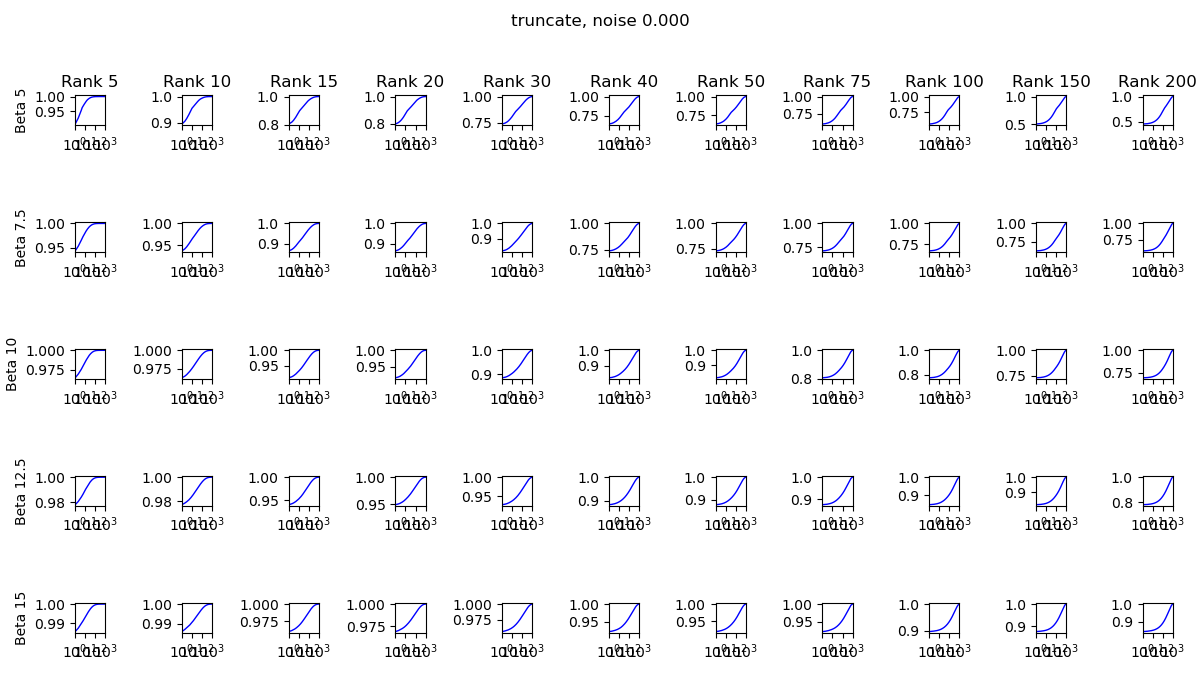 truncate, noise 0.000
Rank 5 Rank 10 Rank 15 Rank 20 Rank 30 Rank 40 Rank 50 Rank 75 Rank 100 Rank 150 Rank 200
Beta 5
1.00 1.0 1.0 1.0 1.00 1.00 1.00 1.00 1.00 1.0 1.0
0.95 0.9 0.8 0.8 0.75 0.75 0.75 0.75 0.75 0.5 0.5
Beta 7.5
1.00 1.00 1.0 1.0 1.0 1.00 1.00 1.00 1.00 1.00 1.00
0.95 0.95 0.9 0.9 0.9 0.75 0.75 0.75 0.75 0.75 0.75
Beta 10
1.000 1.000 1.00 1.00 1.0 1.0 1.0 1.0 1.0 1.00 1.00
0.975 0.975 0.95 0.95 0.9 0.9 0.9 0.8 0.8 0.75 0.75
Beta 12.5
1.00 1.00 1.00 1.00 1.00 1.0 1.0 1.0 1.0 1.0 1.0
0.98 0.98 0.95 0.95 0.95 0.9 0.9 0.9 0.9 0.9 0.8
Beta 15
1.00 1.00 1.000 1.000 1.000 1.00 1.00 1.00 1.0 1.0 1.0
0.99 0.99 0.975 0.975 0.975 0.95 0.95 0.95 0.9 0.9 0.9